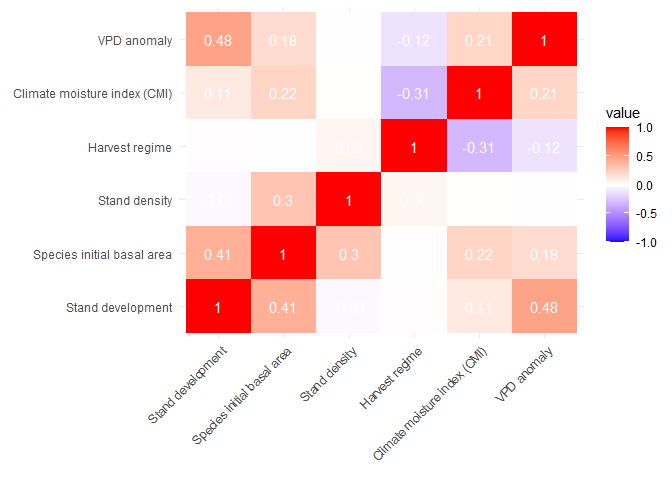 VPD anomaly 0.48 0.18 -0.12 0.21 1
Climate moisture index (CMI) 0.11 0.22 -0.31 1 0.21
Harvest regime 0.05 1 -0.31 -0.12
Stand density 0.3 1 0.05
Species initial basal area 0.41 1 0.3 0.22 0.18
Stand development 1 0.41 0.11 0.48
Stand development
Species initial basal area
Stand density
Harvest regime
Climate moisture index (CMI)
VPD anomaly
value
1.0
0.5
0.0
-0.5
-1.0